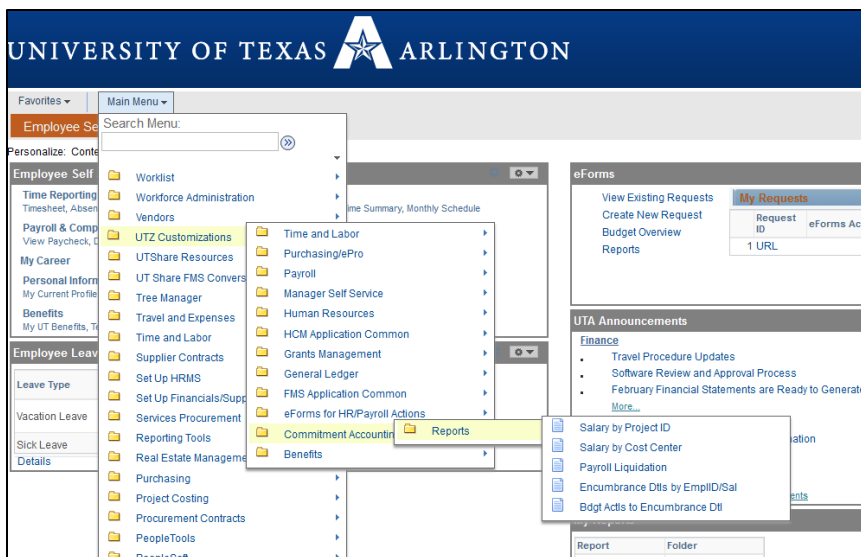 UNIVERSITY OF TEXAS ARLINGTON
Favorites Main Menu
Employee Se
Search Menu:
Personalize: Conte
Employee Self
Time Reporting
Timesheet, Absen
ime Summary, Monthly Schedule
Payroll & Comp
View Paycheck, D
My Career
Personal Inform
My Current Profile
Benefits
My UT Benefits, Te
Employee Leav
Leave Type
Vacation Leave
Sick Leave
Details
Worklist
Workforce Administration
Vendors
UTZ Customizations
UTShare Resources
UT Share FMS Convers
Tree Manager
Travel and Expenses
Time and Labor
Supplier Contracts
Set Up HRMS
Set Up Financials/Supp
Services Procurement
Reporting Tools
Real Estate Manageme
Purchasing
Project Costing
Procurement Contracts
PeopleTools
PeopleSoft
Time and Labor
Purchasing/ePro
Payroll
Manager Self Service
Human Resources
HCM Application Common
Grants Management
General Ledger
FMS Application Common
eForms for HR/Payroll Actions
Commitment Accountin
Benefits
Reports
Salary by Project ID
Salary by Cost Center
Payroll Liquidation
Encumbrance Dtls by EmplID/Sal
Bdgt Actls to Encumbrance Dtl
eForms
View Existing Requests
Create New Request
Budget Overview
Reports
My Requests
Request ID eForms Ac
1 URL
UTA Announcements
Finance
Travel Procedure Updates
Software Review and Approval Process
February Financial Statements are Ready to Generate
More...
nation
ents
My Reports
Report Folder